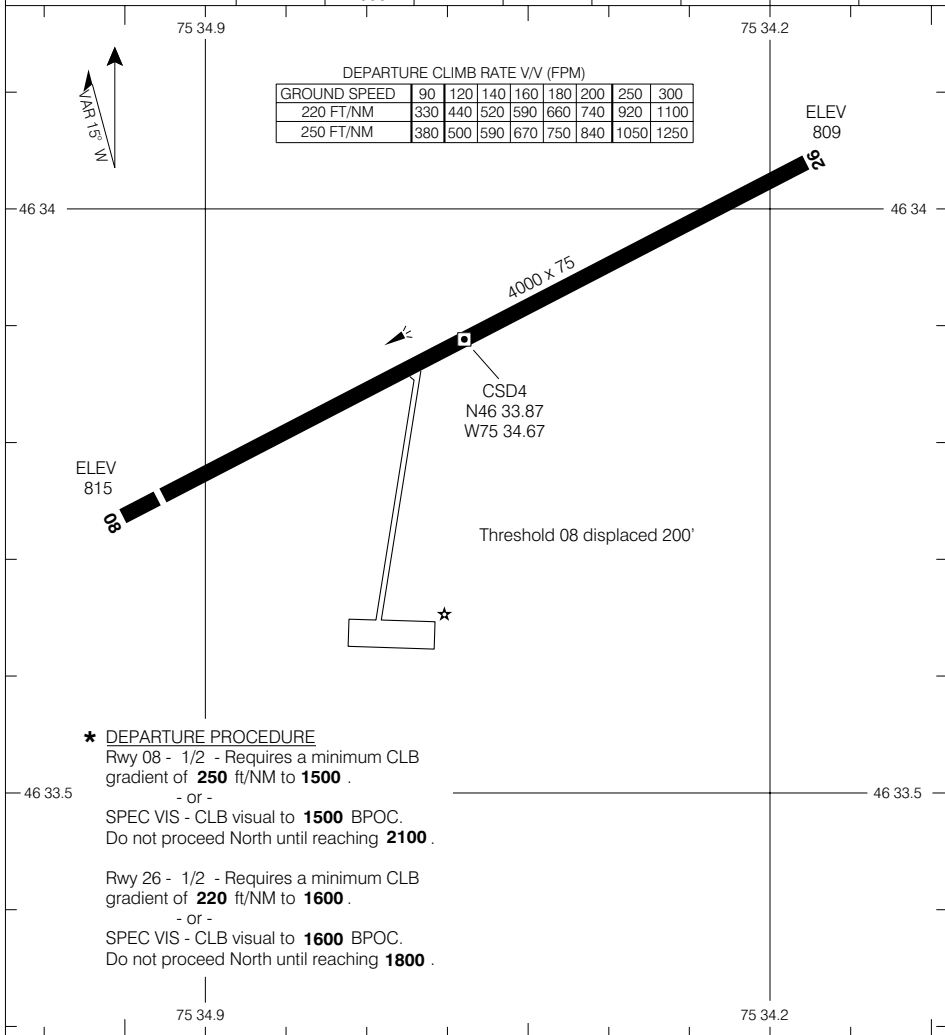 75 34.9
75 34.2
VAR 15° W
DEPARTURE CLIMB RATE V/V (FPM)
GROUND SPEED 90 120 140 160 180 200 250 300
220 FT/NM 330 440 520 590 660 740 920 1100
250 FT/NM 380 500 590 670 750 840 1050 1250
ELEV
809
26
46 34
46 34
4000 x 75
CSD4
N46 33.87
W75 34.67
ELEV
815
08
Threshold 08 displaced 200'
* DEPARTURE PROCEDURE
Rwy 08 - 1/2 - Requires a minimum CLB
gradient of 250 ft/NM to 1500 .
- or -
SPEC VIS - CLB visual to 1500 BPOC.
Do not proceed North until reaching 2100 .
46 33.5
46 33.5
Rwy 26 - 1/2 - Requires a minimum CLB
gradient of 220 ft/NM to 1600 .
- or -
SPEC VIS - CLB visual to 1600 BPOC.
Do not proceed North until reaching 1800 .
75 34.9
75 34.2